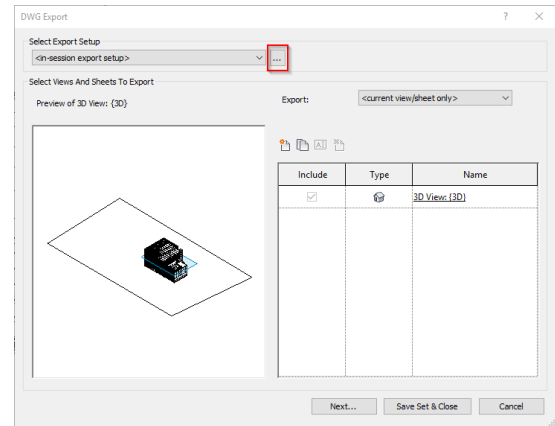 DWG Export
? X
Select Export Setup
<in-session export setup>
...
Select Views And Sheets To Export
Preview of 3D View: {3D}
Export:
<current view/sheet only>
Include Type Name
3D View: {3D}
Next... Save Set & Close Cancel